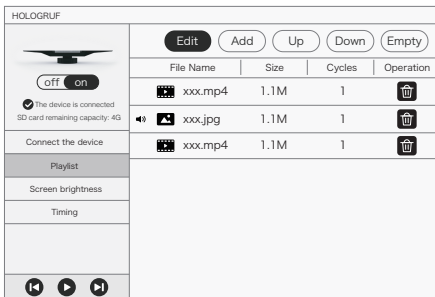 HOLOGRUF
Edit Add Up Down Empty
File Name Size Cycles Operation
off on
The device is connected
SD card remaining capacity: 4G
xxx.mp4 1.1M 1
xxx.jpg 1.1M 1
xxx.mp4 1.1M 1
Connect the device
Playlist
Screen brightness
Timing